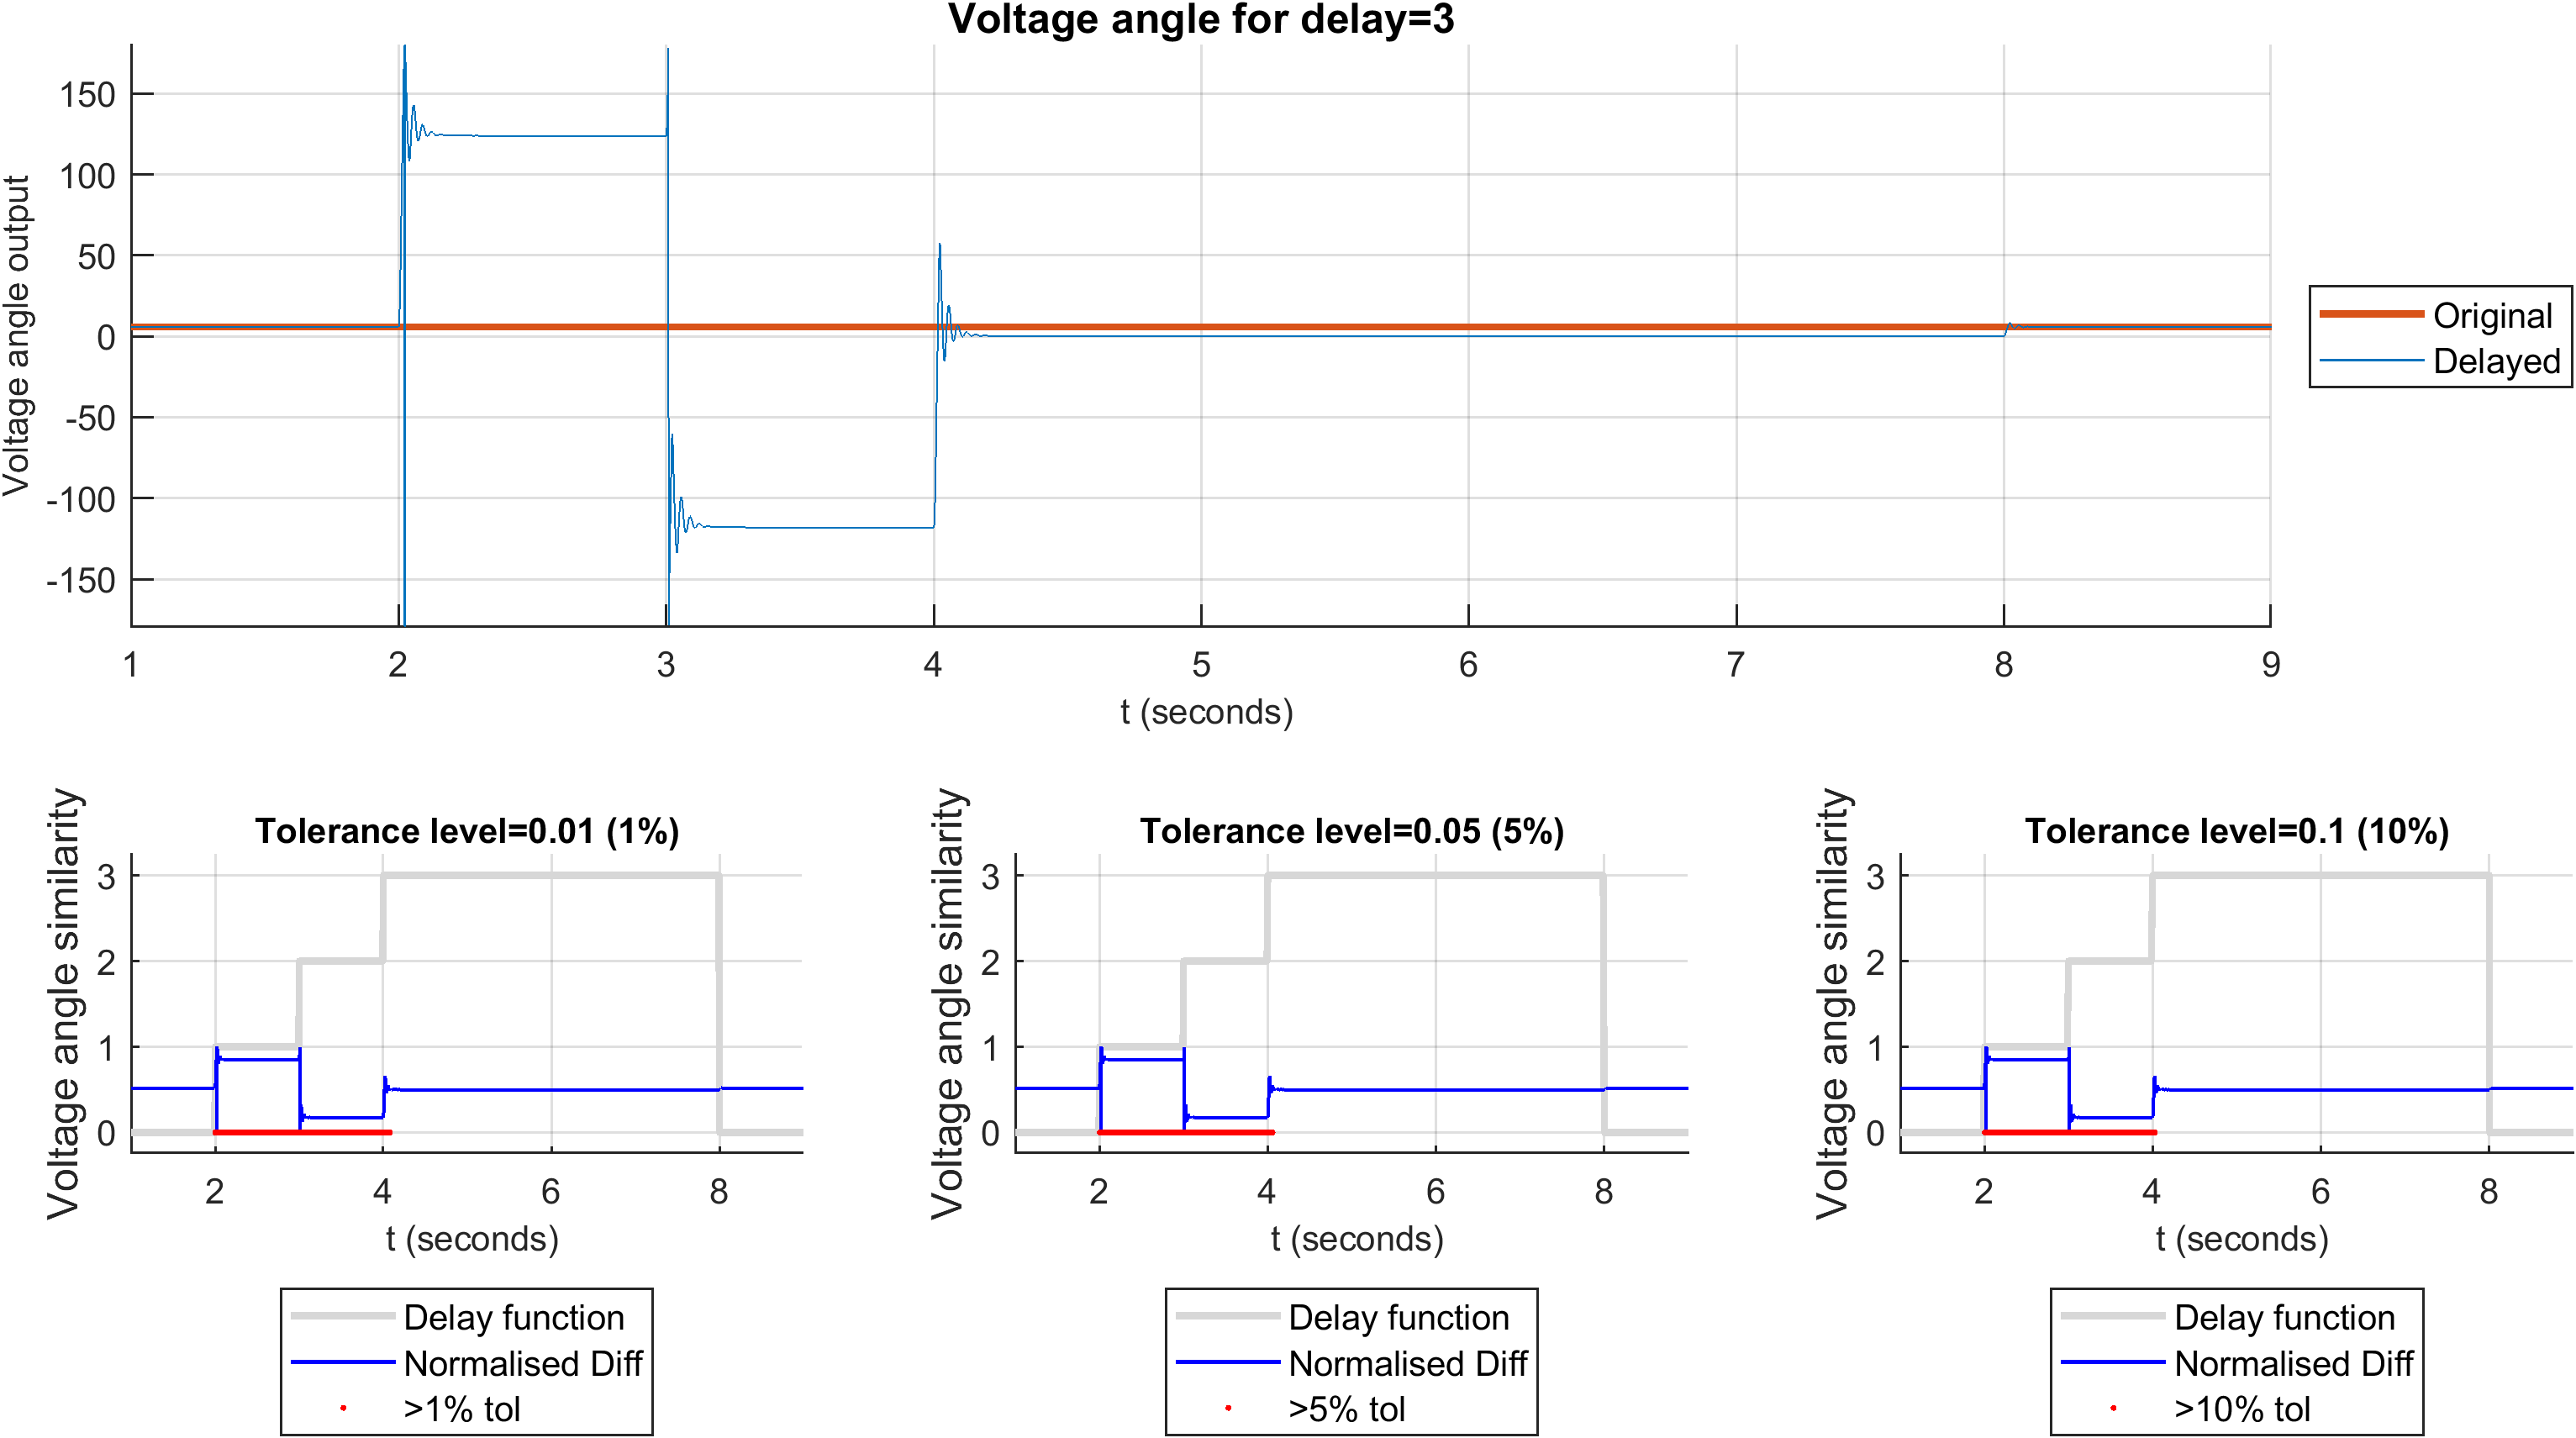 Voltage angle for delay=3
Voltage angle output
150
100
50
0
-50
-100
-150
1 2 3 4 5 6 7 8 9
t (seconds)
Original
Delayed
Tolerance level=0.01 (1%)
Voltage angle similarity
3
2
1
0
2 4 6 8
t (seconds)
Delay function
Normalised Diff
>1% tol
Tolerance level=0.05 (5%)
Voltage angle similarity
3
2
1
0
2 4 6 8
t (seconds)
Delay function
Normalised Diff
>5% tol
Tolerance level=0.1 (10%)
Voltage angle similarity
3
2
1
0
2 4 6 8
t (seconds)
Delay function
Normalised Diff
>10% tol